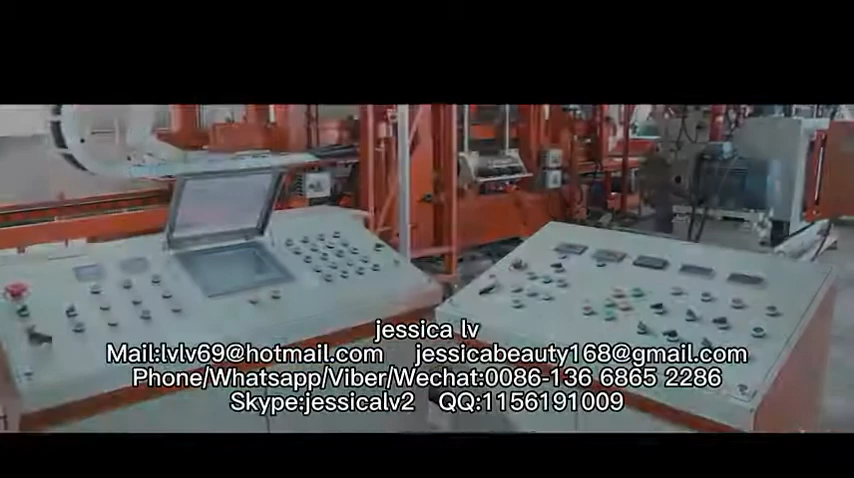 jessica lv
Mail:lvlv69@hotmail.com jessicabeauty168@gmail.com
Phone/Whatsapp/Viber/Wechat:0086-136 6865 2286
Skype:jessicalv2 QQ:1156191009